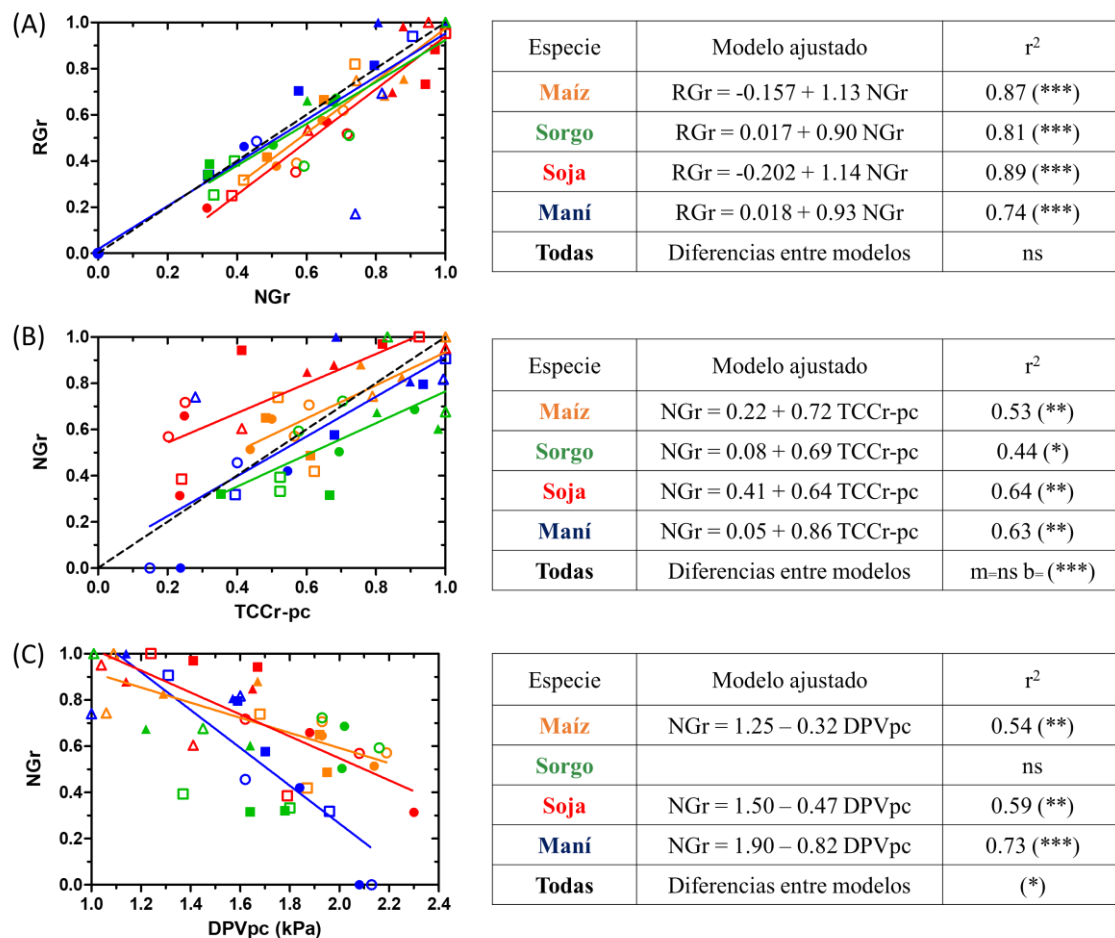 (A)
1.0
0.8
0.6
0.4
0.2
0.0
RGr
0.0 0.2 0.4 0.6 0.8 1.0
NGr
Especie Modelo ajustado r²
Maíz RGr = -0.157 + 1.13 NGr 0.87 (***)
Sorgo RGr = 0.017 + 0.90 NGr 0.81 (***)
Soja RGr = -0.202 + 1.14 NGr 0.89 (***)
Maní RGr = 0.018 + 0.93 NGr 0.74 (***)
Todas Diferencias entre modelos ns
(B)
1.0
0.8
0.6
0.4
0.2
0.0
NGr
0.0 0.2 0.4 0.6 0.8 1.0
TCCr-pc
Especie Modelo ajustado r²
Maíz NGr = 0.22 + 0.72 TCCr-pc 0.53 (**)
Sorgo NGr = 0.08 + 0.69 TCCr-pc 0.44 (*)
Soja NGr = 0.41 + 0.64 TCCr-pc 0.64 (**)
Maní NGr = 0.05 + 0.86 TCCr-pc 0.63 (**)
Todas Diferencias entre modelos m=ns b= (***)
(C)
1.0
0.8
0.6
0.4
0.2
0.0
NGr
1.0 1.2 1.4 1.6 1.8 2.0 2.2 2.4
DPVpc (kPa)
Especie Modelo ajustado r²
Maíz NGr = 1.25 – 0.32 DPVpc 0.54 (**)
Sorgo ns
Soja NGr = 1.50 – 0.47 DPVpc 0.59 (**)
Maní NGr = 1.90 – 0.82 DPVpc 0.73 (***)
Todas Diferencias entre modelos (*)